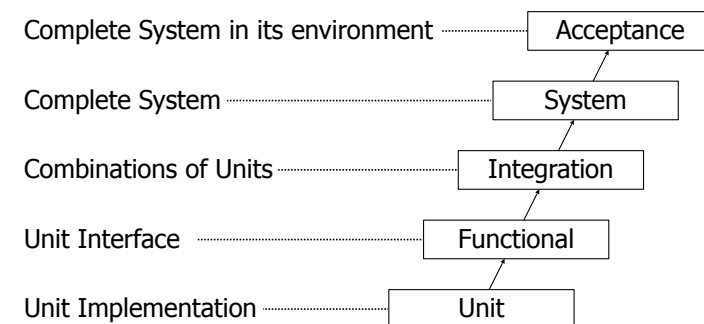 Complete System in its environment Acceptance
Complete System System
Combinations of Units Integration
Unit Interface Functional
Unit Implementation Unit